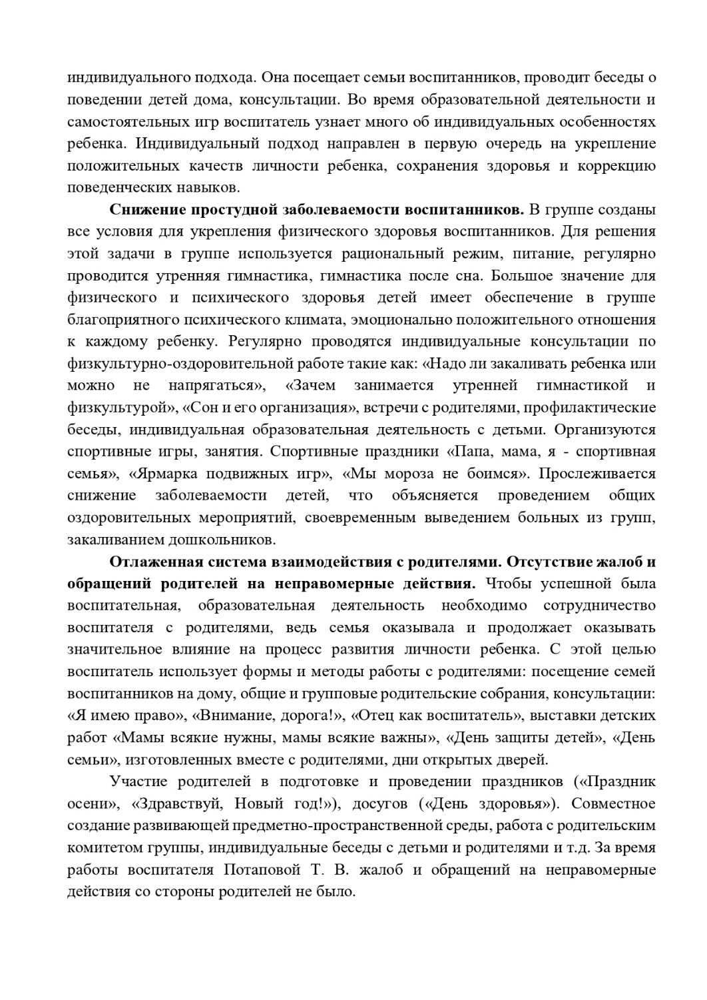 индивидуального подхода. Она посещает семьи воспитанников, проводит беседы о
поведении детей дома, консультации. Во время образовательной деятельности и
самостоятельных игр воспитатель узнает много об индивидуальных особенностях
ребенка. Индивидуальный подход направлен в первую очередь на укрепление
положительных качеств личности ребенка, сохранения здоровья и коррекцию
поведенческих навыков.
Снижение простудной заболеваемости воспитанников. В группе созданы
все условия для укрепления физического здоровья воспитанников. Для решения
этой задачи в группе используется рациональный режим, питание, регулярно
проводится утренняя гимнастика, гимнастика после сна. Большое значение для
физического и психического здоровья детей имеет обеспечение в группе
благоприятного психического климата, эмоционально положительного отношения
к каждому ребенку. Регулярно проводятся индивидуальные консультации по
физкультурно-оздоровительной работе такие как: «Надо ли закаливать ребенка или
можно не напрягаться», «Зачем занимается утренней гимнастикой и
физкультурой», «Сон и его организация», встречи с родителями, профилактические
беседы, индивидуальная образовательная деятельность с детьми. Организуются
спортивные игры, занятия. Спортивные праздники «Папа, мама, я - спортивная
семья», «Ярмарка подвижных игр», «Мы мороза не боимся». Прослеживается
снижение заболеваемости детей, что объясняется проведением общих
оздоровительных мероприятий, своевременным выведением больных из групп,
закаливанием дошкольников.
Отлаженная система взаимодействия с родителями. Отсутствие жалоб и
обращений родителей на неправомерные действия. Чтобы успешной была
воспитательная, образовательная деятельность необходимо сотрудничество
воспитателя с родителями, ведь семья оказывала и продолжает оказывать
значительное влияние на процесс развития личности ребенка. С этой целью
воспитатель использует формы и методы работы с родителями: посещение семей
воспитанников на дому, общие и групповые родительские собрания, консультации:
«Я имею право», «Внимание, дорога!», «Отец как воспитатель», выставки детских
работ «Мамы всякие нужны, мамы всякие важны», «День защиты детей», «День
семьи», изготовленных вместе с родителями, дни открытых дверей.
Участие родителей в подготовке и проведении праздников («Праздник
осени», «Здравствуй, Новый год!»), досугов («День здоровья»). Совместное
создание развивающей предметно-пространственной среды, работа с родительским
комитетом группы, индивидуальные беседы с детьми и родителями и т.д. За время
работы воспитателя Потаповой Т. В. жалоб и обращений на неправомерные
действия со стороны родителей не было.